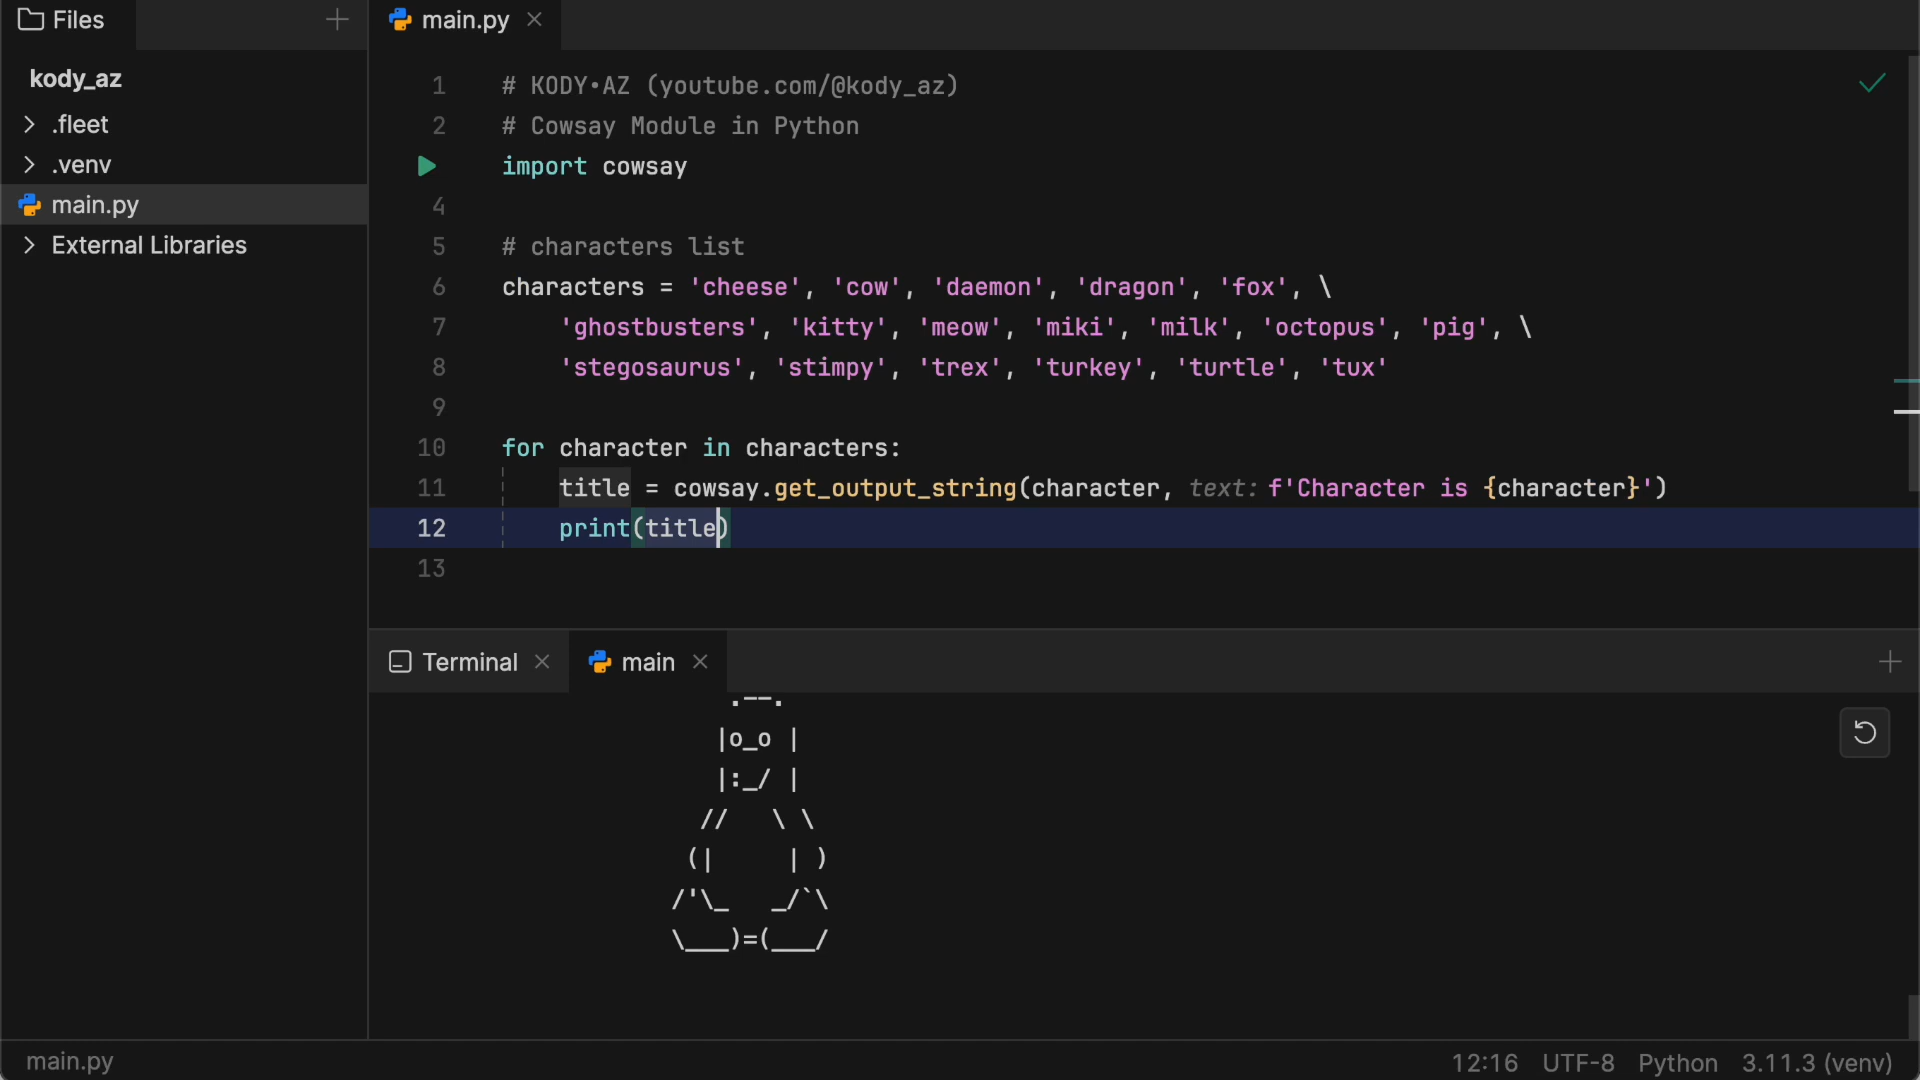 Files
main.py
kody_az
.fleet
.venv
main.py
External Libraries
1 # KODY•AZ (youtube.com/@kody_az)
2 # Cowsay Module in Python
import cowsay
4
5 # characters list
6 characters = 'cheese', 'cow', 'daemon', 'dragon', 'fox', \
7 'ghostbusters', 'kitty', 'meow', 'miki', 'milk', 'octopus', 'pig', \
8 'stegosaurus', 'stimpy', 'trex', 'turkey', 'turtle', 'tux'
9
10 for character in characters:
11 title = cowsay.get_output_string(character, text: f'Character is {character}')
12 print(title)
13
Terminal
main
.--.
|o_o |
|:_/ |
//   \ \
(|     | )
/'\_   _/`\
\___)=(___/
main.py
12:16 UTF-8 Python 3.11.3 (venv)